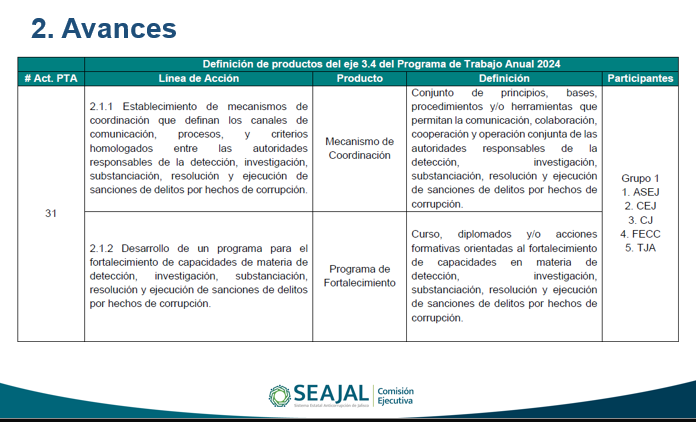 2. Avances
Definición de productos del eje 3.4 del Programa de Trabajo Anual 2024
# Act. PTA
Línea de Acción
Producto
Definición
Participantes
31
2.1.1 Establecimiento de mecanismos de
coordinación que definan los canales de
comunicación, procesos, y criterios
homologados entre las autoridades
responsables de la detección, investigación,
substanciación, resolución y ejecución de
sanciones de delitos por hechos de corrupción.
Mecanismo de
Coordinación
Conjunto de principios, bases,
procedimientos y/o herramientas que
permitan la comunicación, colaboración,
cooperación y operación conjunta de las
autoridades responsables de la
detección, investigación,
substanciación, resolución y ejecución
de sanciones de delitos por hechos de
corrupción.
2.1.2 Desarrollo de un programa para el
fortalecimiento de capacidades de materia de
detección, investigación, substanciación,
resolución y ejecución de sanciones de delitos
por hechos de corrupción.
Programa de
Fortalecimiento
Curso, diplomados y/o acciones
formativas orientadas al fortalecimiento
de capacidades en materia de
detección, investigación,
substanciación, resolución y ejecución
de sanciones de delitos por hechos de
corrupción.
Grupo 1
1. ASEJ
2. CEJ
3. CJ
4. FECC
5. TJA
SEAJAL
Sistema Estatal Anticorrupción de Jalisco
Comisión
Ejecutiva